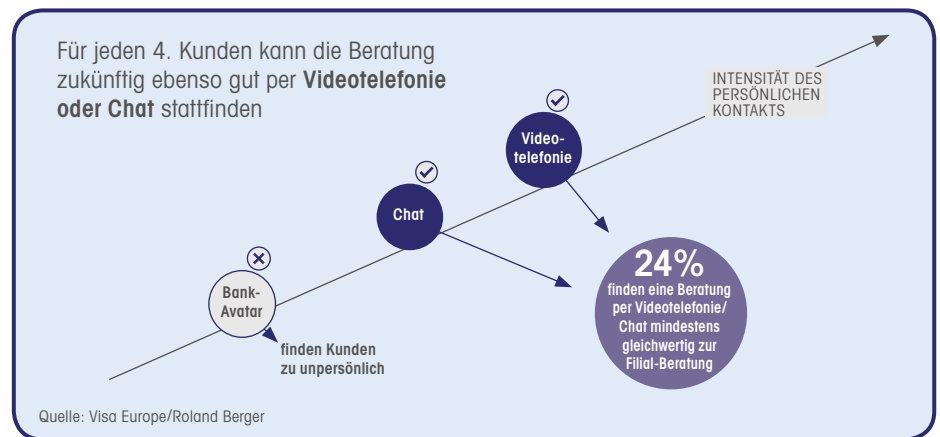 Für jeden 4. Kunden kann die Beratung
zukünftig ebenso gut per Videotelefonie
oder Chat stattfinden
INTENSITÄT DES
PERSÖNLICHEN
KONTAKTS
Video-
telefonie
Chat
Bank-
Avatar
finden Kunden
zu unpersönlich
24%
finden eine Beratung
per Videotelefonie/
Chat mindestens
gleichwertig zur
Filial-Beratung
Quelle: Visa Europe/Roland Berger